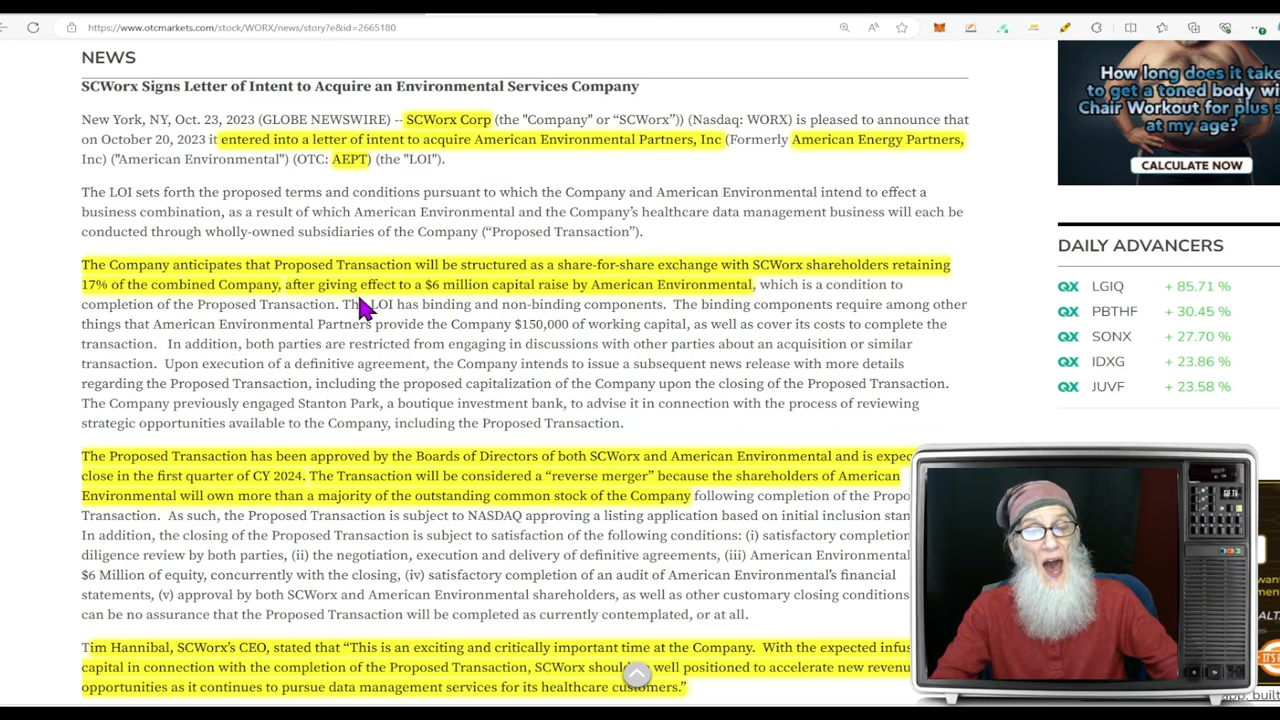 https://www.otcmarkets.com/stock/WORX/news/story?e&id=2665180
NEWS
SCWorx Signs Letter of Intent to Acquire an Environmental Services Company
New York, NY, Oct. 23, 2023 (GLOBE NEWSWIRE) -- SCWorx Corp (the "Company" or “SCWorx”)) (Nasdaq: WORX) is pleased to announce that
on October 20, 2023 it entered into a letter of intent to acquire American Environmental Partners, Inc (Formerly American Energy Partners,
Inc) ("American Environmental") (OTC: AEPT) (the "LOI").
The LOI sets forth the proposed terms and conditions pursuant to which the Company and American Environmental intend to effect a
business combination, as a result of which American Environmental and the Company’s healthcare data management business will each be
conducted through wholly-owned subsidiaries of the Company (“Proposed Transaction”).
The Company anticipates that Proposed Transaction will be structured as a share-for-share exchange with SCWorx shareholders retaining
17% of the combined Company, after giving effect to a $6 million capital raise by American Environmental, which is a condition to
completion of the Proposed Transaction. The LOI has binding and non-binding components. The binding components require among other
things that American Environmental Partners provide the Company $150,000 of working capital, as well as cover its costs to complete the
transaction. In addition, both parties are restricted from engaging in discussions with other parties about an acquisition or similar
transaction. Upon execution of a definitive agreement, the Company intends to issue a subsequent news release with more details
regarding the Proposed Transaction, including the proposed capitalization of the Company upon the closing of the Proposed Transaction.
The Company previously engaged Stanton Park, a boutique investment bank, to advise it in connection with the process of reviewing
strategic opportunities available to the Company, including the Proposed Transaction.
The Proposed Transaction has been approved by the Boards of Directors of both SCWorx and American Environmental and is expec
close in the first quarter of CY 2024. The Transaction will be considered a “reverse merger” because the shareholders of American
Environmental will own more than a majority of the outstanding common stock of the Company following completion of the Propo
Transaction. As such, the Proposed Transaction is subject to NASDAQ approving a listing application based on initial inclusion stan
In addition, the closing of the Proposed Transaction is subject to satisfaction of the following conditions: (i) satisfactory completion
diligence review by both parties, (ii) the negotiation, execution and delivery of definitive agreements, (iii) American Environmental
$6 Million of equity, concurrently with the closing, (iv) satisfactory completion of an audit of American Environmental’s financial
statements, (v) approval by both SCWorx and American Environmental shareholders, as well as other customary closing conditions
can be no assurance that the Proposed Transaction will be completed as currently contemplated, or at all.
Tim Hannibal, SCWorx’s CEO, stated that “This is an exciting and critically important time at the Company. With the expected infus
capital in connection with the completion of the Proposed Transac SCWorx shoul well positioned to accelerate new revenu
opportunities as it continues to pursue data management services for its healthcare customers.”
How long does it take
to get a toned body wi
Chair Workout for plus s
at my age?
CALCULATE NOW
DAILY ADVANCERS
QX LGIQ + 85.71 %
QX PBTHF + 30.45 %
QX SONX + 27.70 %
QX IDXG + 23.86 %
QX JUVF + 23.58 %